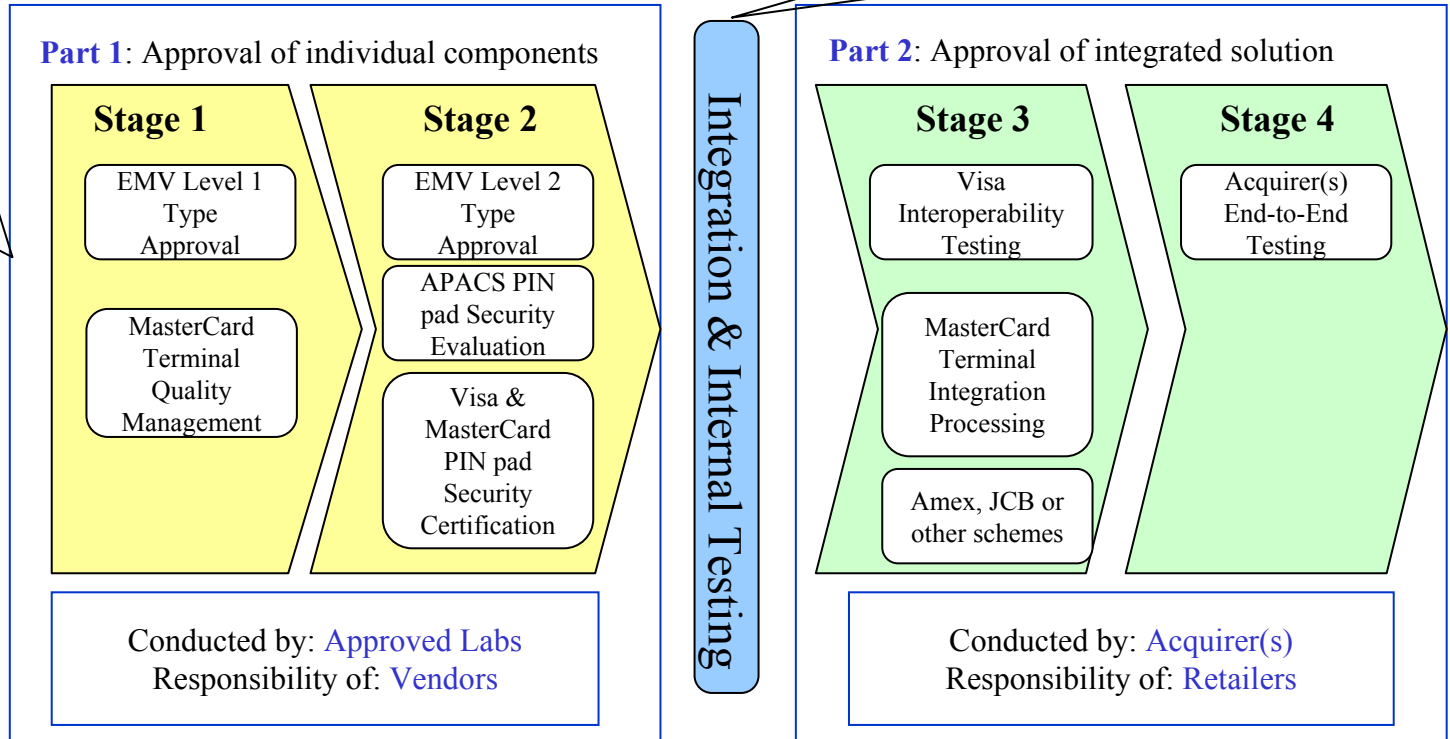 Part 1: Approval of individual components
Stage 1
EMV Level 1
Type
Approval
MasterCard
Terminal
Quality
Management
Stage 2
EMV Level 2
Type
Approval
APACS PIN
pad Security
Evaluation
Visa &
MasterCard
PIN pad
Security
Certification
Conducted by: Approved Labs
Responsibility of: Vendors
Integration & Internal Testing
Part 2: Approval of integrated solution
Stage 3
Visa
Interoperability
Testing
MasterCard
Terminal
Integration
Processing
Amex, JCB or
other schemes
Stage 4
Acquirer(s)
End-to-End
Testing
Conducted by: Acquirer(s)
Responsibility of: Retailers